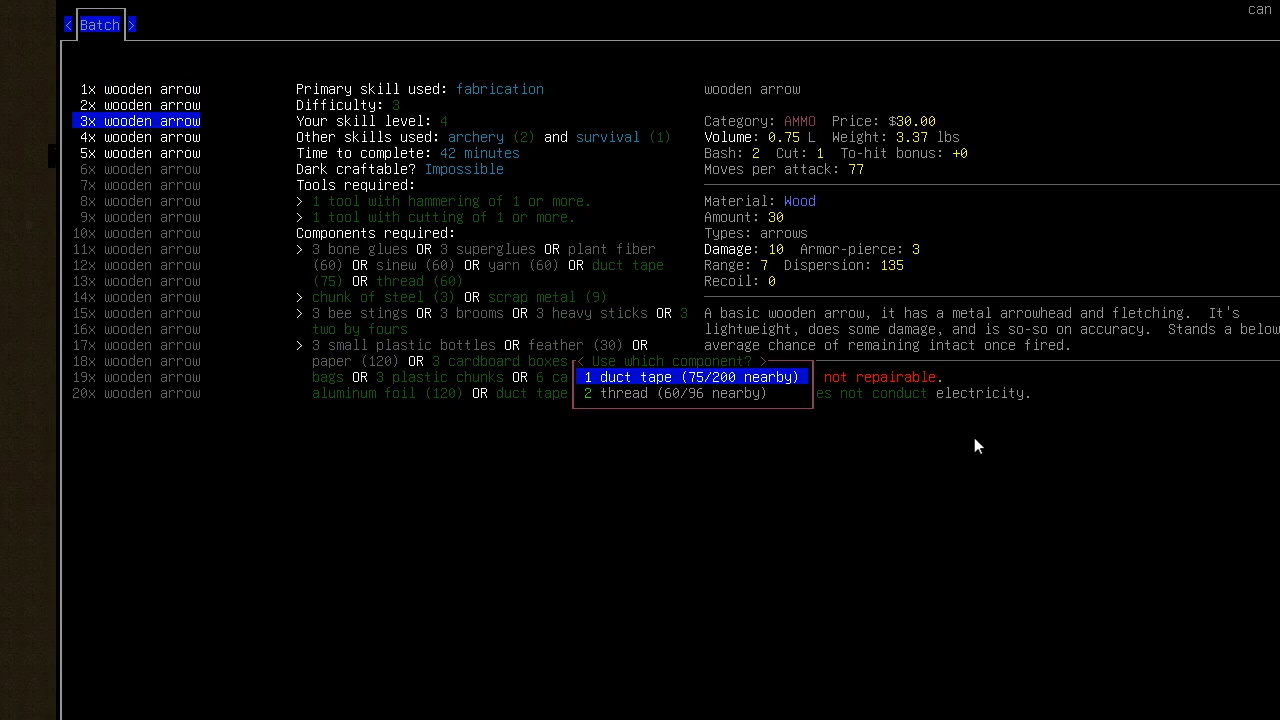 can
< Batch >
1x wooden arrow
2x wooden arrow
3x wooden arrow
4x wooden arrow
5x wooden arrow
6x wooden arrow
7x wooden arrow
8x wooden arrow
9x wooden arrow
10x wooden arrow
11x wooden arrow
12x wooden arrow
13x wooden arrow
14x wooden arrow
15x wooden arrow
16x wooden arrow
17x wooden arrow
18x wooden arrow
19x wooden arrow
20x wooden arrow
Primary skill used: fabrication
Difficulty: 3
Your skill level: 4
Other skills used: archery (2) and survival (1)
Time to complete: 42 minutes
Dark craftable? Impossible
Tools required:
> 1 tool with hammering of 1 or more.
> 1 tool with cutting of 1 or more.
Components required:
> 3 bone glues OR 3 superglues OR plant fiber
(60) OR sinew (60) OR yarn (60) OR duct tape
(75) OR thread (60)
> chunk of steel (3) OR scrap metal (9)
> 3 bee stings OR 3 brooms OR 3 heavy sticks OR 3
two by fours
> 3 small plastic bottles OR feather (30) OR
paper (120) OR 3 cardboard boxes
bags OR 3 plastic chunks OR 6 ca
aluminum foil (120) OR duct tape
< Use which component? >
1 duct tape (75/200 nearby)
2 thread (60/96 nearby)
wooden arrow
Category: AMMO Price: $30.00
Volume: 0.75 L Weight: 3.37 lbs
Bash: 2 Cut: 1 To-hit bonus: +0
Moves per attack: 77
Material: Wood
Amount: 30
Types: arrows
Damage: 10 Armor-pierce: 3
Range: 7 Dispersion: 135
Recoil: 0
A basic wooden arrow, it has a metal arrowhead and fletching. It's
lightweight, does some damage, and is so-so on accuracy. Stands a below
average chance of remaining intact once fired.
not repairable.
es not conduct electricity.